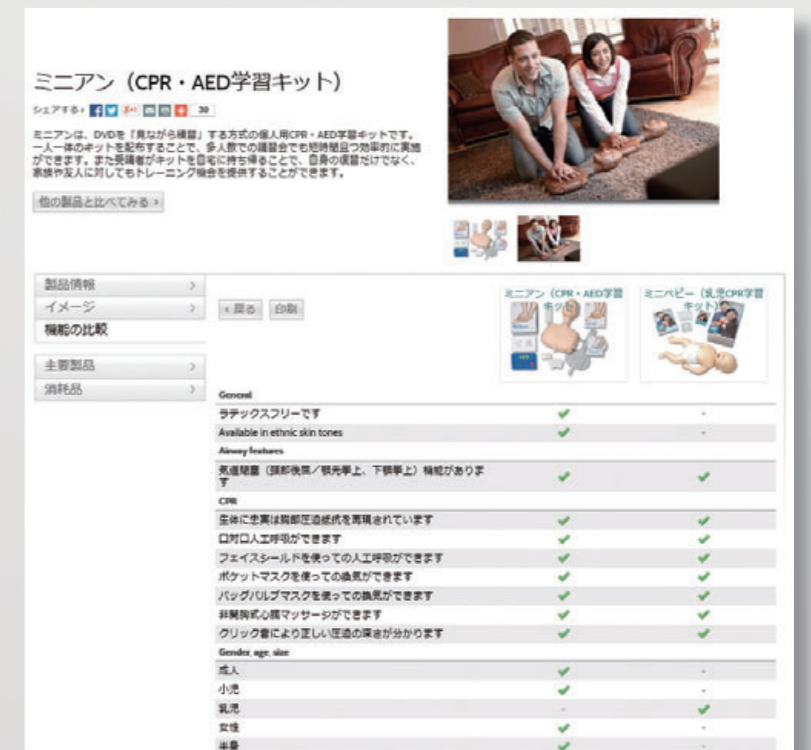 ミニアン（CPR・AED学習キット）
シェアする: 30
ミニアンは、DVDを「見ながら練習」する方式の個人用CPR・AED学習キットです。
一人一体のキットを配布することで、多人数での講習会でも短時間且つ効率的に実施
ができます。また受講者がキットを自宅に持ち帰ることで、自身の復習だけでなく、
家族や友人に対してもトレーニング機会を提供することができます。
他の製品と比べてみる ›
製品情報
イメージ
機能の比較
主要製品
消耗品
‹ 戻る 印刷
ミニアン（CPR・AED学習
キット）
ミニベビー（乳児CPR学習
キット）
General
ラテックスフリーです
Available in ethnic skin tones
Airway features
気道閉塞（頭部後屈／顎先挙上、下顎挙上）機能がありま
す
CPR
生体に忠実は胸部圧迫抵抗を再現されています
口対口人工呼吸ができます
フェイスシールドを使っての人工呼吸ができます
ポケットマスクを使っての換気ができます
バッグバルブマスクを使っての換気ができます
非開胸式心臓マッサージができます
クリック音により正しい圧迫の深さが分かります
Gender, age, size
成人
小児
乳児
女性
半身